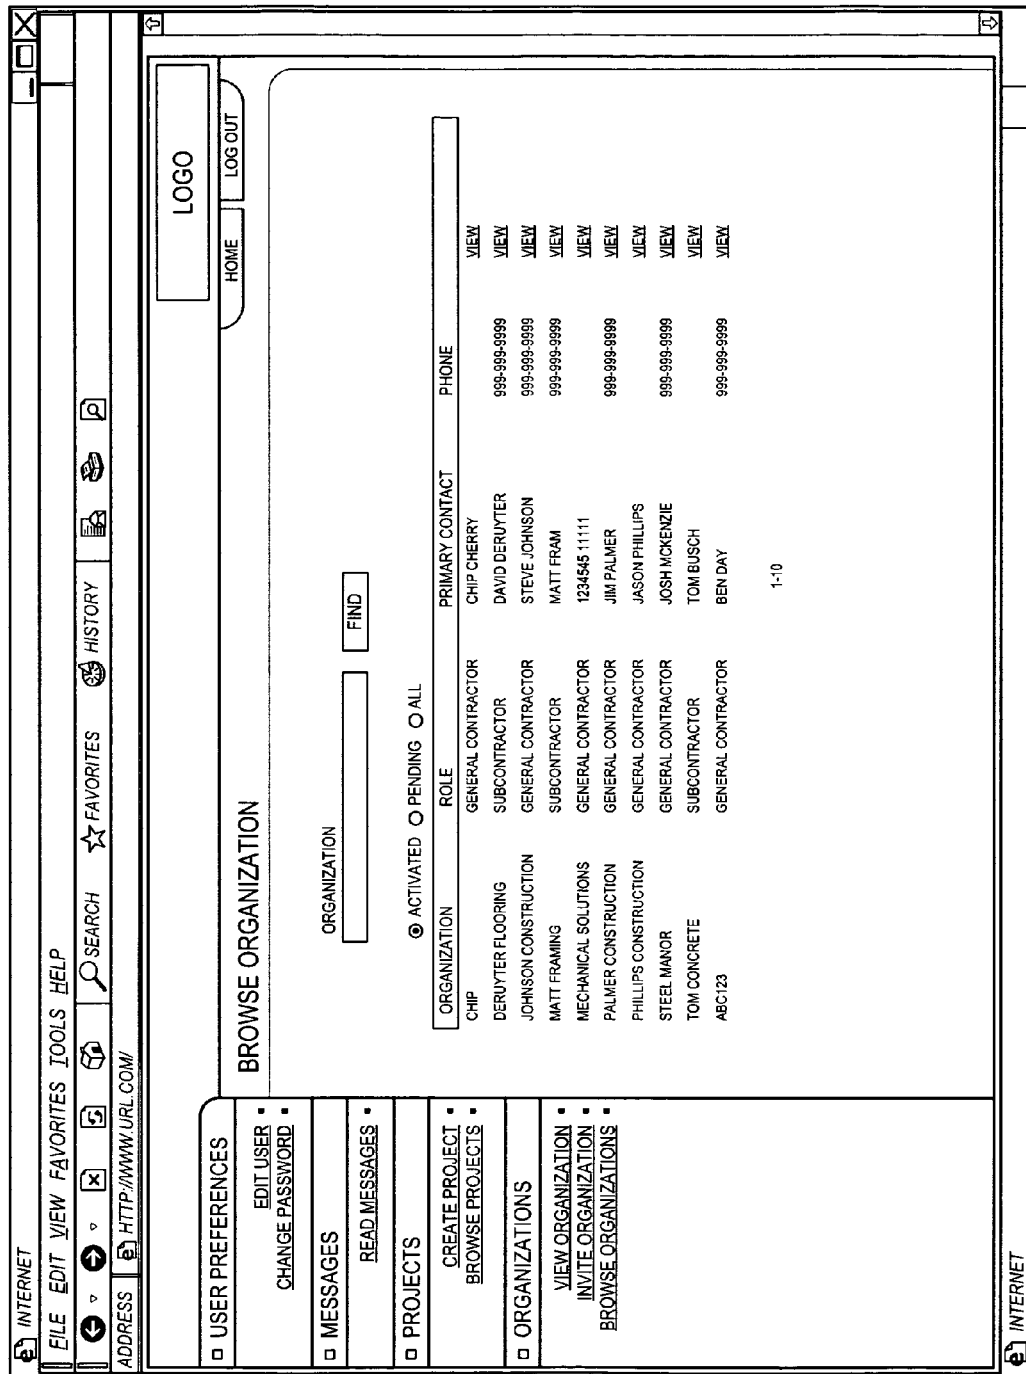 INTERNET
FILE EDIT VIEW FAVORITES TOOLS HELP
SEARCH FAVORITES HISTORY
ADDRESS HTTP://WWW.URL.COM/
LOGO
HOME LOG OUT
USER PREFERENCES
EDIT USER
CHANGE PASSWORD
MESSAGES
READ MESSAGES
PROJECTS
CREATE PROJECT
BROWSE PROJECTS
ORGANIZATIONS
VIEW ORGANIZATION
INVITE ORGANIZATION
BROWSE ORGANIZATIONS
BROWSE ORGANIZATION
ORGANIZATION
FIND
ACTIVATED PENDING ALL
ORGANIZATION ROLE PRIMARY CONTACT PHONE
CHIP GENERAL CONTRACTOR CHIP CHERRY VIEW
DERUYTER FLOORING SUBCONTRACTOR DAVID DERUYTER 999-999-9999 VIEW
JOHNSON CONSTRUCTION GENERAL CONTRACTOR STEVE JOHNSON 999-999-9999 VIEW
MATT FRAMING SUBCONTRACTOR MATT FRAM 999-999-9999 VIEW
MECHANICAL SOLUTIONS GENERAL CONTRACTOR 1234545 11111 VIEW
PALMER CONSTRUCTION GENERAL CONTRACTOR JIM PALMER 999-999-9999 VIEW
PHILLIPS CONSTRUCTION GENERAL CONTRACTOR JASON PHILLIPS VIEW
STEEL MANOR GENERAL CONTRACTOR JOSH MCKENZIE 999-999-9999 VIEW
TOM CONCRETE SUBCONTRACTOR TOM BUSCH VIEW
ABC123 GENERAL CONTRACTOR BEN DAY 999-999-9999 VIEW
1-10
INTERNET